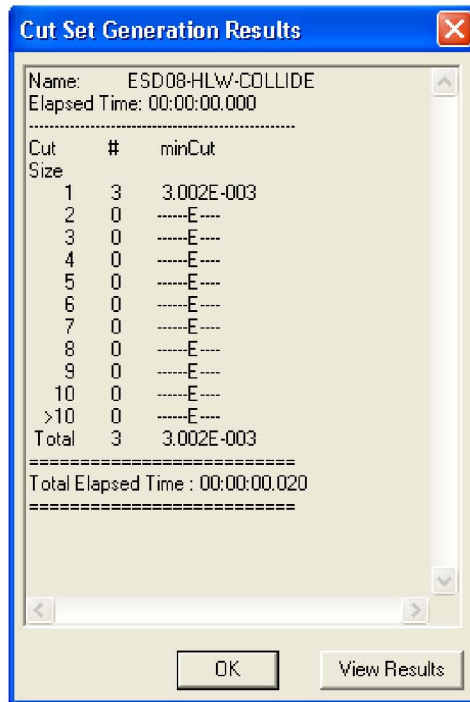 Cut Set Generation Results
Name: ESD08-HLW-COLLIDE
Elapsed Time: 00:00:00.000
-----------------------------------------------
Cut # minCut
Size
1 3 3.002E-003
2 0 ------E----
3 0 ------E----
4 0 ------E----
5 0 ------E----
6 0 ------E----
7 0 ------E----
8 0 ------E----
9 0 ------E----
10 0 ------E----
>10 0 ------E----
Total 3 3.002E-003
==========================
Total Elapsed Time : 00:00:00.020
==========================
OK View Results